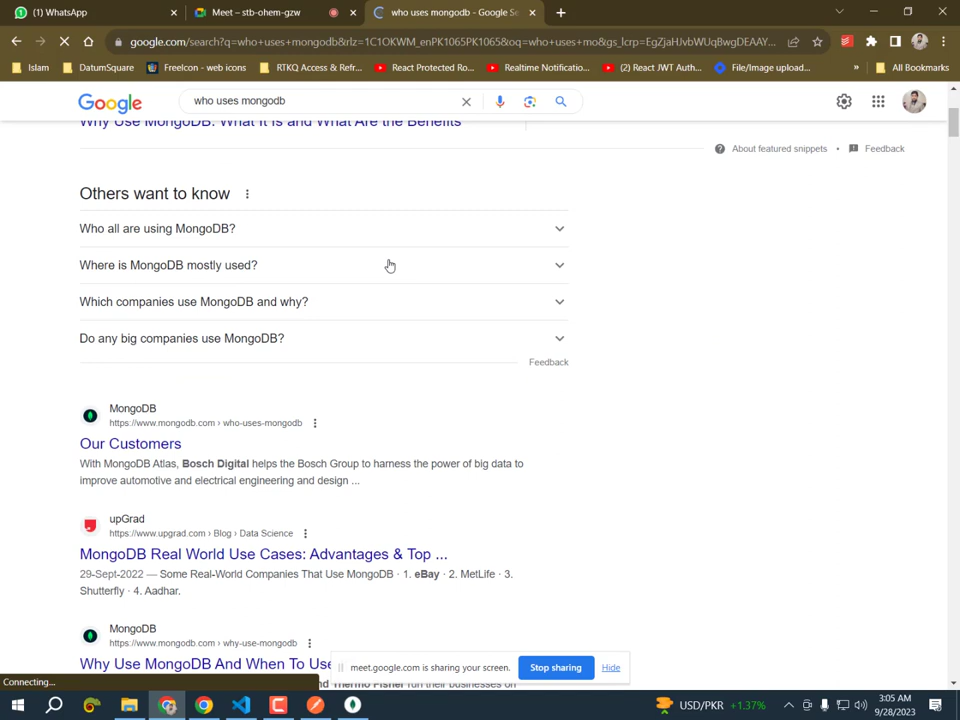 (1) WhatsApp
Meet – stb-ohem-gzw
who uses mongodb - Google Se
google.com/search?q=who+uses+mongodb&rlz=1C1OKWM_enPK1065PK1065&oq=who+uses+mo&gs_lcrp=EgZjaHJvbWUqBwgDEAAY...
Islam
DatumSquare
FreeIcon - web icons
RTKQ Access & Refr...
React Protected Ro...
Realtime Notificatio...
(2) React JWT Auth...
File/Image upload...
»
All Bookmarks
Google
who uses mongodb
Why Use MongoDB: What It Is and What Are the Benefits
About featured snippets • Feedback
Others want to know
Who all are using MongoDB?
Where is MongoDB mostly used?
Which companies use MongoDB and why?
Do any big companies use MongoDB?
Feedback
MongoDB
https://www.mongodb.com › who-uses-mongodb
Our Customers
With MongoDB Atlas, Bosch Digital helps the Bosch Group to harness the power of big data to
improve automotive and electrical engineering and design ...
upGrad
https://www.upgrad.com › Blog › Data Science
MongoDB Real World Use Cases: Advantages & Top ...
29-Sept-2022 — Some Real-World Companies That Use MongoDB · 1. eBay · 2. MetLife · 3.
Shutterfly · 4. Aadhar.
MongoDB
https://www.mongodb.com › why-use-mongodb
Why Use MongoDB And When To Use
meet.google.com is sharing your screen.
Stop sharing
Hide
Connecting...
and Thermo Fisher run their businesses on
USD/PKR +1.37%
3:05 AM
9/28/2023